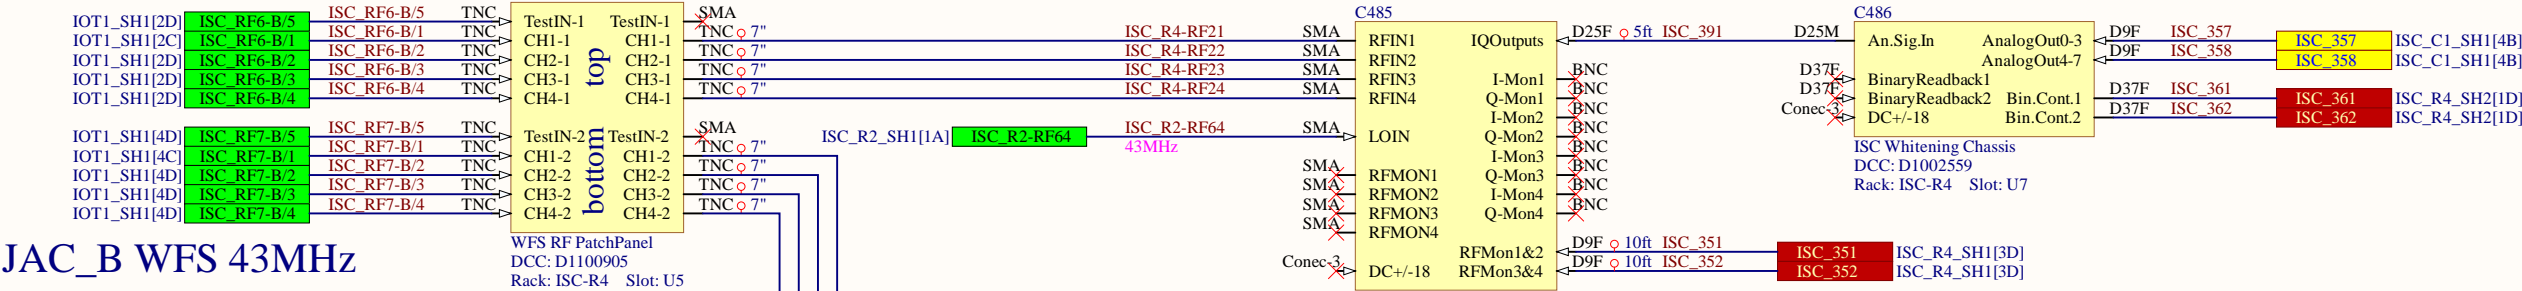 C485
C486
IOT1_SH1[2D] ISC_RF6-B/5 ISC_RF6-B/5 TNC TestIN-1 TestIN-1 SMA
IOT1_SH1[2C] ISC_RF6-B/1 ISC_RF6-B/1 TNC CH1-1 CH1-1 TNC 7" ISC_R4-RF21 SMA RFIN1 IQOutputs D25F 5ft ISC_391 D25M An.Sig.In AnalogOut0-3 D9F ISC_357 ISC_357 ISC_C1_SH1[4B]
IOT1_SH1[2D] ISC_RF6-B/2 ISC_RF6-B/2 TNC CH2-1 CH2-1 TNC 7" ISC_R4-RF22 SMA RFIN2 AnalogOut4-7 D9F ISC_358 ISC_358 ISC_C1_SH1[4B]
IOT1_SH1[2D] ISC_RF6-B/3 ISC_RF6-B/3 TNC CH3-1 CH3-1 TNC 7" ISC_R4-RF23 SMA RFIN3 I-Mon1 BNC D37F BinaryReadback1
IOT1_SH1[2D] ISC_RF6-B/4 ISC_RF6-B/4 TNC CH4-1 CH4-1 TNC 7" ISC_R4-RF24 SMA RFIN4 Q-Mon1 BNC D37F BinaryReadback2 Bin.Cont.1 D37F ISC_361 ISC_361 ISC_R4_SH2[1D]
top
I-Mon2 BNC Conec-3 DC+/-18 Bin.Cont.2 D37F ISC_362 ISC_362 ISC_R4_SH2[1D]
IOT1_SH1[4D] ISC_RF7-B/5 ISC_RF7-B/5 TNC TestIN-2 TestIN-2 SMA ISC_R2_SH1[1A] ISC_R2-RF64 ISC_R2-RF64 SMA LOIN Q-Mon2 BNC
43MHz
IOT1_SH1[4C] ISC_RF7-B/1 ISC_RF7-B/1 TNC CH1-2 CH1-2 TNC 7" I-Mon3 BNC
IOT1_SH1[4D] ISC_RF7-B/2 ISC_RF7-B/2 TNC CH2-2 CH2-2 TNC 7" SMA RFMON1 Q-Mon3 BNC
IOT1_SH1[4D] ISC_RF7-B/3 ISC_RF7-B/3 TNC CH3-2 CH3-2 TNC 7" SMA RFMON2 I-Mon4 BNC
IOT1_SH1[4D] ISC_RF7-B/4 ISC_RF7-B/4 TNC CH4-2 CH4-2 TNC 7" SMA RFMON3 Q-Mon4 BNC
bottom
SMA RFMON4
ISC Whitening Chassis
DCC: D1002559
Rack: ISC-R4 Slot: U7
JAC_B WFS 43MHz
WFS RF PatchPanel
DCC: D1100905
Rack: ISC-R4 Slot: U5
RFMon1&2 D9F 10ft ISC_351 ISC_351 ISC_R4_SH1[3D]
Conec-3 DC+/-18 RFMon3&4 D9F 10ft ISC_352 ISC_352 ISC_R4_SH1[3D]